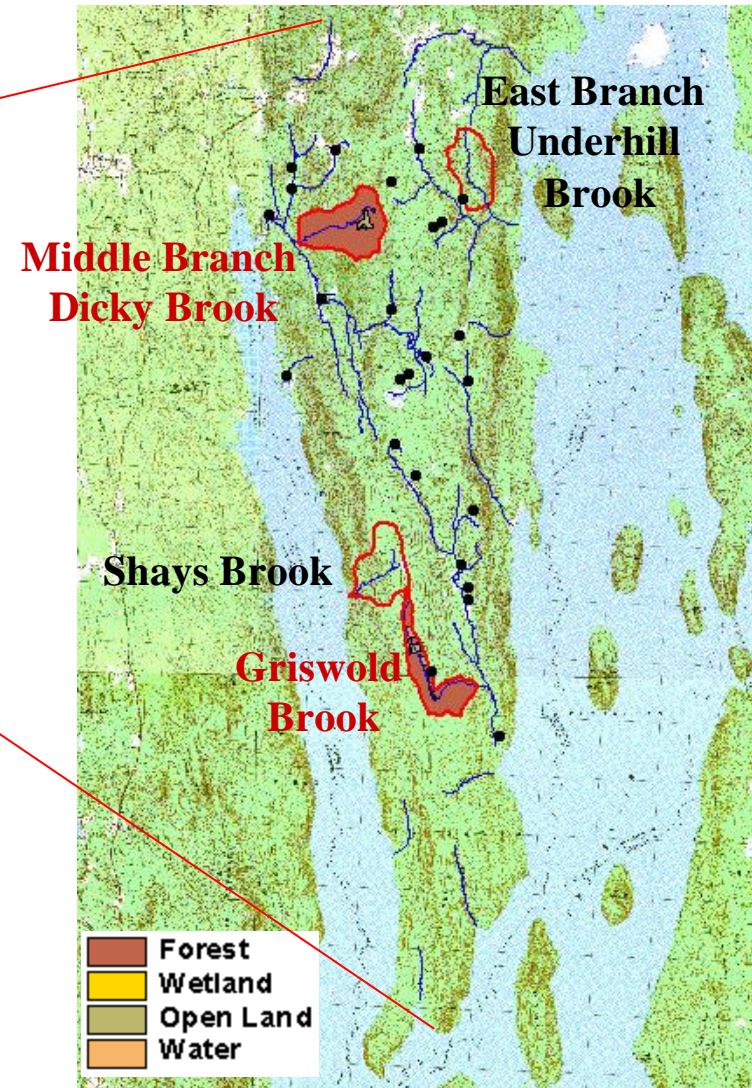 East Branch
Underhill
Brook
Middle Branch
Dicky Brook
Shays Brook
Griswold
Brook
Forest
Wetland
Open Land
Water